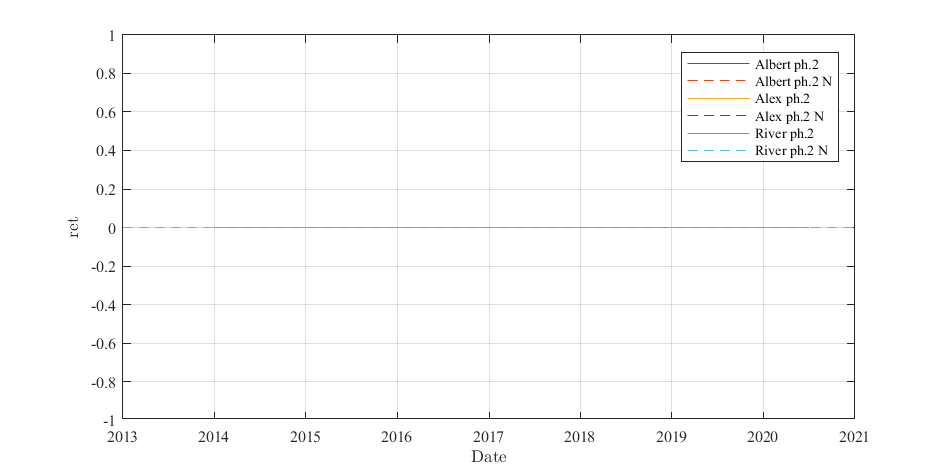 1
0.8
0.6
0.4
0.2
0
-0.2
-0.4
-0.6
-0.8
-1
ret
Albert ph.2
Albert ph.2 N
Alex ph.2
Alex ph.2 N
River ph.2
River ph.2 N
2013 2014 2015 2016 2017 2018 2019 2020 2021
Date